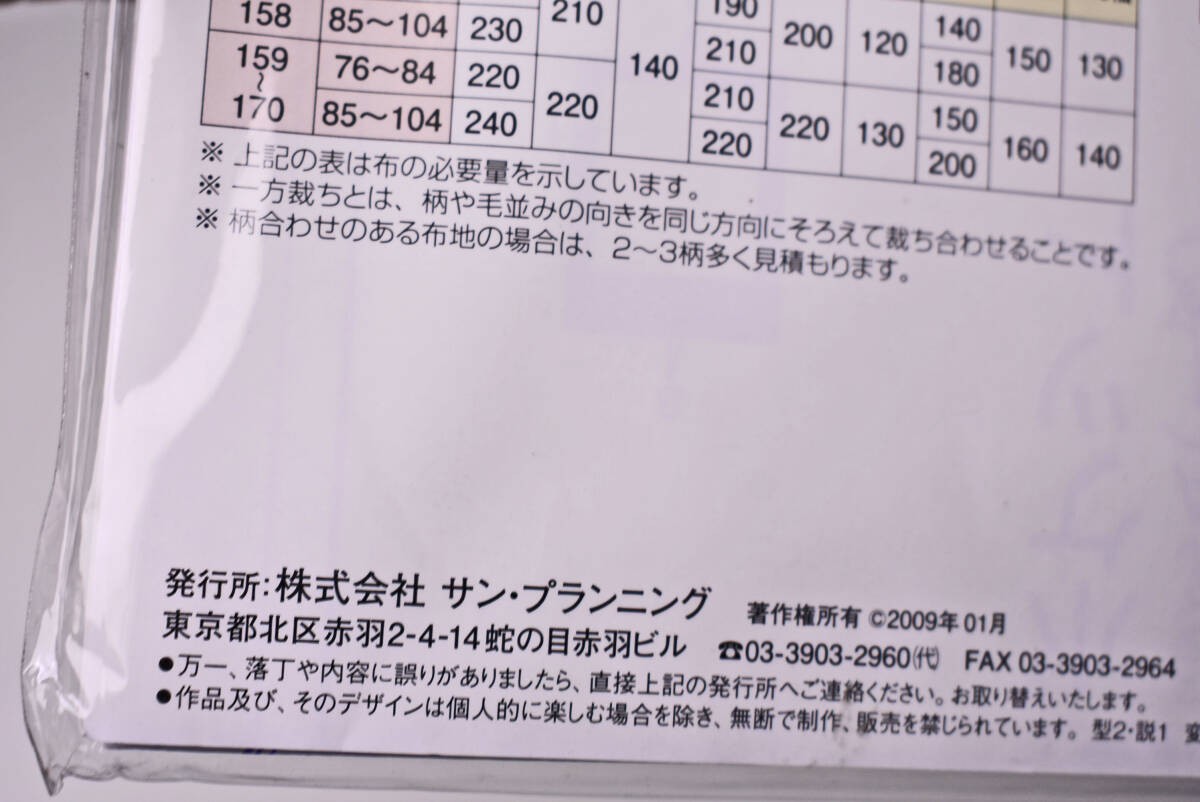 158 85～104 230 210 140 190 200 120 140 150 130
210 180
159～170 76～84 220 220 210 220 130 150 160 140
85～104 240 220 200
※ 上記の表は布の必要量を示しています。
※ 一方裁ちとは、柄や毛並みの向きを同じ方向にそろえて裁ち合わせることです。
※ 柄合わせのある布地の場合は、2～3柄多く見積もります。
発行所：株式会社 サン・プランニング 著作権所有 ©2009年01月
東京都北区赤羽2-4-14蛇の目赤羽ビル ☎03-3903-2960㈹ FAX 03-3903-2964
●万一、落丁や内容に誤りがありましたら、直接上記の発行所へご連絡ください。お取り替えいたします。
●作品及び、そのデザインは個人的に楽しむ場合を除き、無断で制作、販売を禁じられています。 型2・説1 変